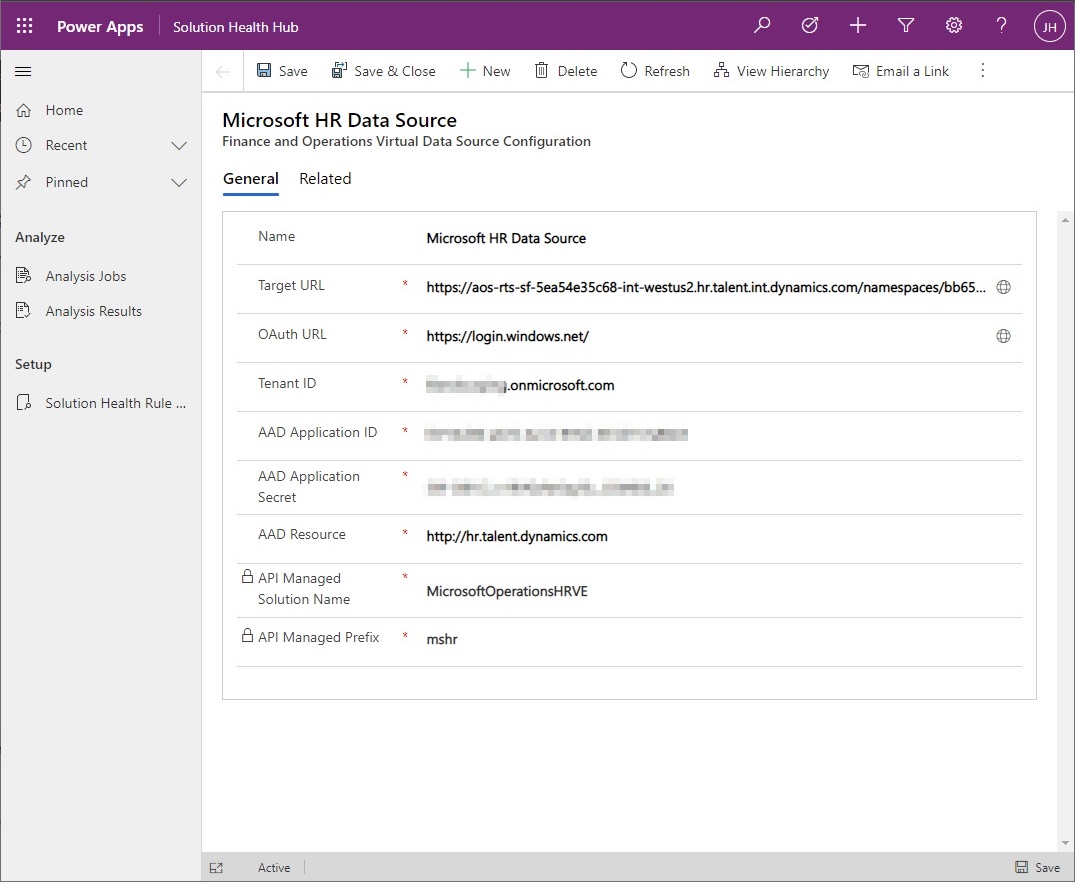 Power Apps Solution Health Hub JH
Save Save & Close New Delete Refresh View Hierarchy Email a Link
Home
Recent
Pinned
Analyze
Analysis Jobs
Analysis Results
Setup
Solution Health Rule ...
Microsoft HR Data Source
Finance and Operations Virtual Data Source Configuration
General Related
Name Microsoft HR Data Source
Target URL * https://aos-rts-sf-5ea54e35c68-int-westus2.hr.talent.int.dynamics.com/namespaces/bb65...
OAuth URL * https://login.windows.net/
Tenant ID * .onmicrosoft.com
AAD Application ID *
AAD Application *
Secret
AAD Resource * http://hr.talent.dynamics.com
API Managed *
Solution Name MicrosoftOperationsHRVE
API Managed Prefix * mshr
Active Save